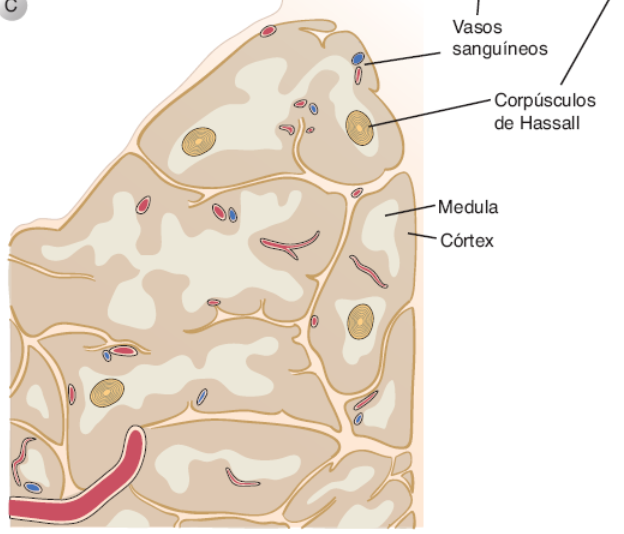 C
Vasos
sanguíneos
Corpúsculos
de Hassall
Medula
Córtex